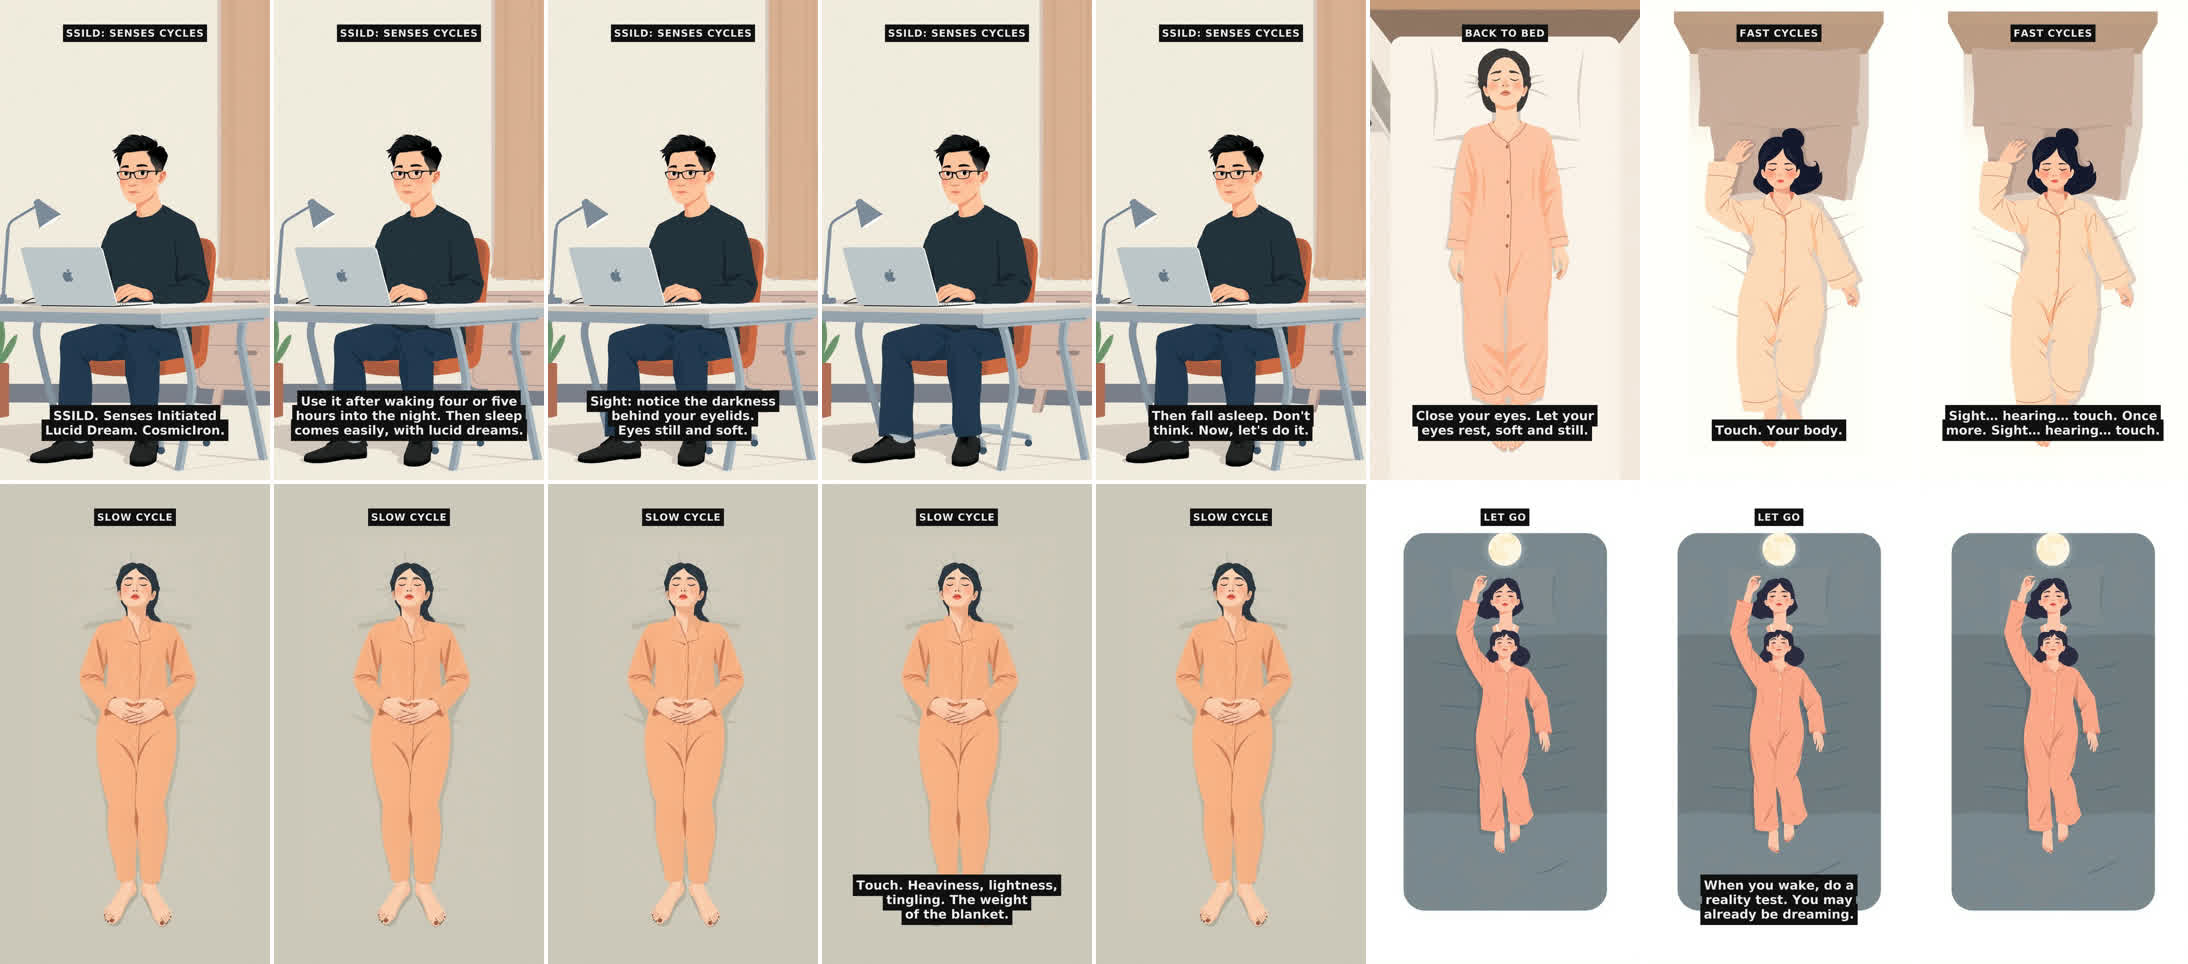 SSILD: SENSES CYCLES
SSILD. Senses Initiated
Lucid Dream. CosmicIron.
SSILD: SENSES CYCLES
Use it after waking four or five
hours into the night. Then sleep
comes easily, with lucid dreams.
SSILD: SENSES CYCLES
Sight: notice the darkness
behind your eyelids.
Eyes still and soft.
SSILD: SENSES CYCLES
SSILD: SENSES CYCLES
Then fall asleep. Don't
think. Now, let's do it.
BACK TO BED
Close your eyes. Let your
eyes rest, soft and still.
FAST CYCLES
Touch. Your body.
FAST CYCLES
Sight... hearing... touch. Once
more. Sight... hearing... touch.
SLOW CYCLE
SLOW CYCLE
SLOW CYCLE
SLOW CYCLE
Touch. Heaviness, lightness,
tingling. The weight
of the blanket.
SLOW CYCLE
LET GO
LET GO
When you wake, do a
reality test. You may
already be dreaming.